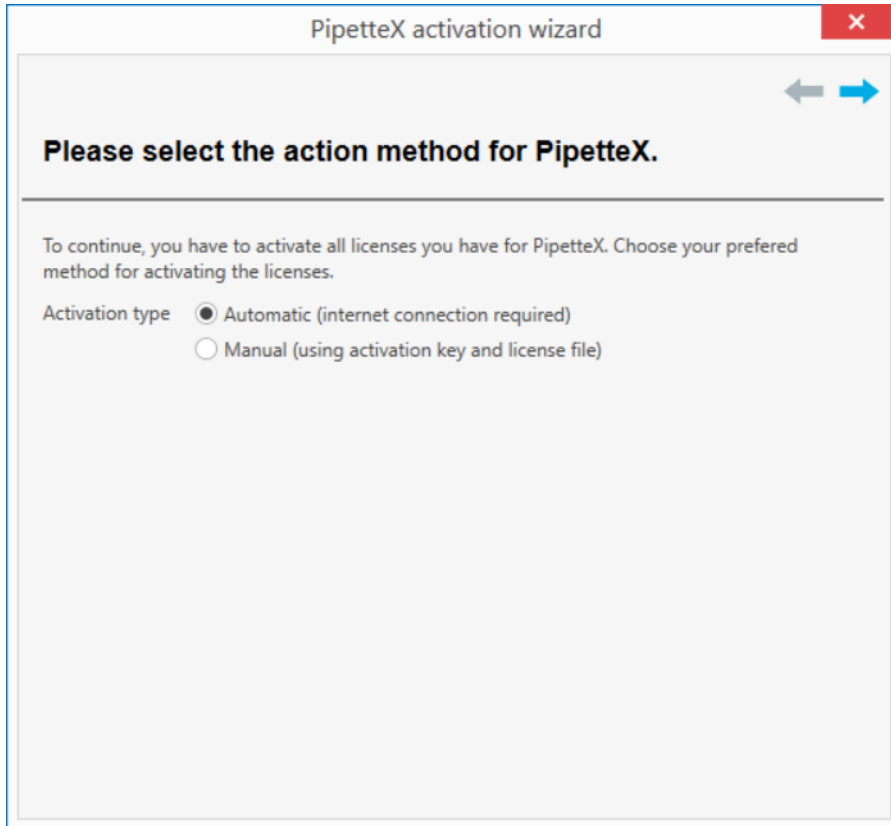 PipetteX activation wizard
Please select the action method for PipetteX.
To continue, you have to activate all licenses you have for PipetteX. Choose your prefered
method for activating the licenses.
Activation type Automatic (internet connection required)
Manual (using activation key and license file)